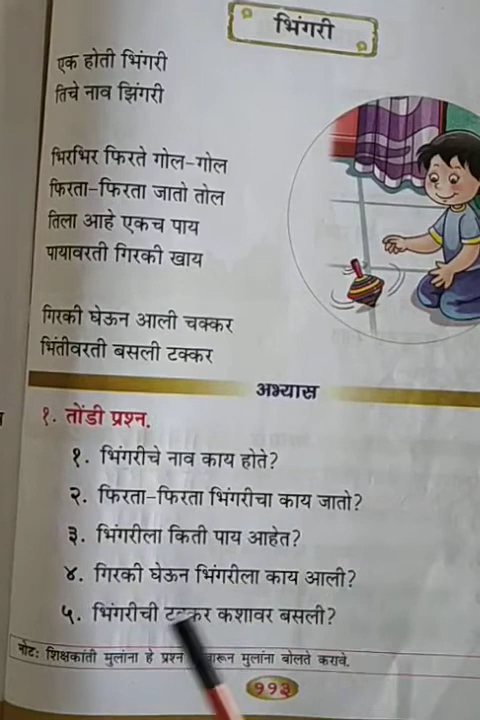 भिंगरी
एक होती भिंगरी
तिचे नाव झिंगरी
भिरभिर फिरते गोल-गोल
फिरता-फिरता जातो तोल
तिला आहे एकच पाय
पायावरती गिरकी खाय
गिरकी घेऊन आली चक्कर
भिंतीवरती बसली टक्कर
अभ्यास
१. तोंडी प्रश्न.
१. भिंगरीचे नाव काय होते?
२. फिरता-फिरता भिंगरीचा काय जातो?
३. भिंगरीला किती पाय आहेत?
४. गिरकी घेऊन भिंगरीला काय आली?
५. भिंगरीची टक्कर कशावर बसली?
नोट: शिक्षकांती मुलांना हे प्रश्न मुलांना बोलते करावे.
११३